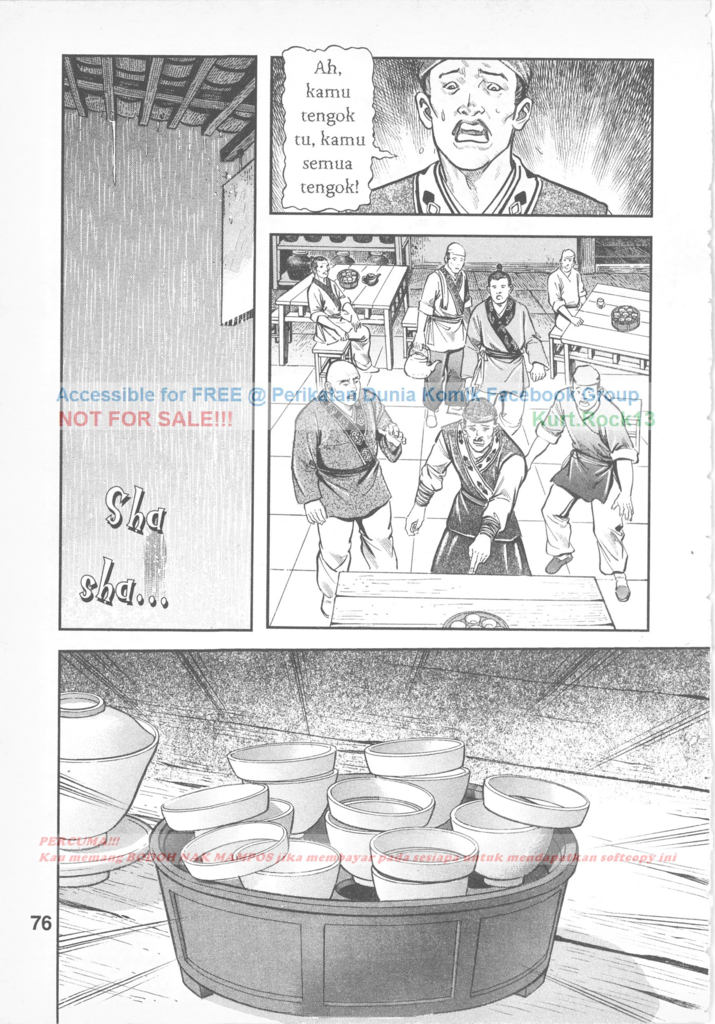 Ah,
kamu
tengok
tu, kamu
semua
tengok!
Accessible for FREE @ Perikatan Dunia Komik Facebook Group
NOT FOR SALE!!!
Kurt.Rock13
Sha
sha...
PERCUMA!!!
Kau memang BODOH NAK MAMPOS jika membayar pada sesiapa untuk mendapatkan softcopy ini
76